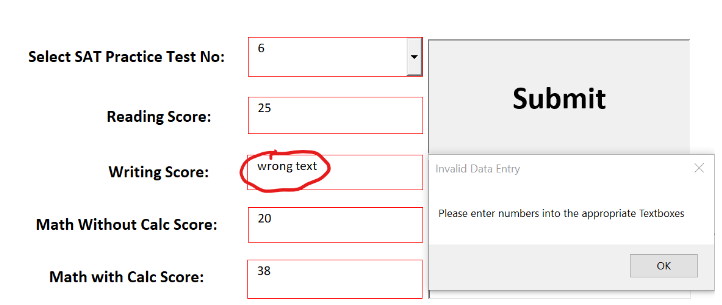 Select SAT Practice Test No:
6
Submit
Reading Score:
25
Writing Score:
wrong text
Invalid Data Entry
Please enter numbers into the appropriate Textboxes
OK
Math Without Calc Score:
20
Math with Calc Score:
38